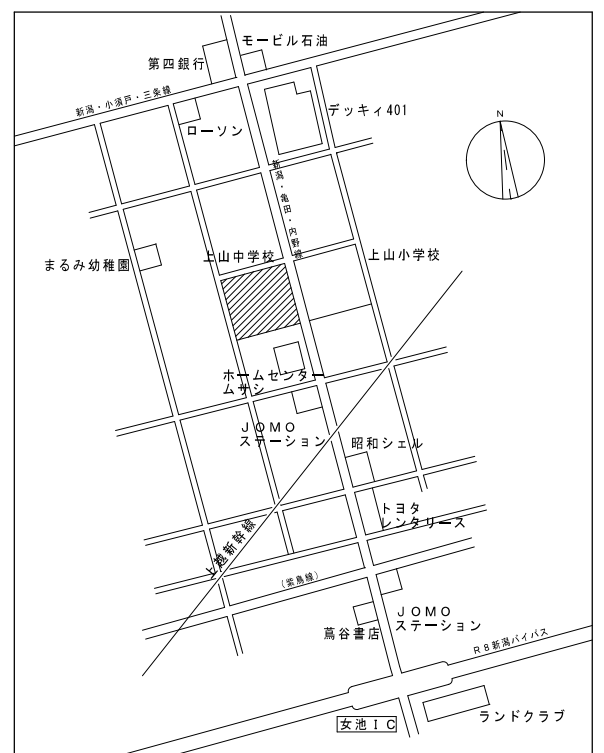 モービル石油
第四銀行
新潟・小須戸・三条線
デッキィ401
ローソン
N
新潟・亀田・内野線
上山中学校
上山小学校
まるみ幼稚園
ホームセンター
ムサシ
JOMO
ステーション
昭和シェル
トヨタ
レンタリース
上越新幹線
(紫鳥線)
JOMO
ステーション
蔦谷書店
R8新潟バイパス
女池IC
ランドクラブ